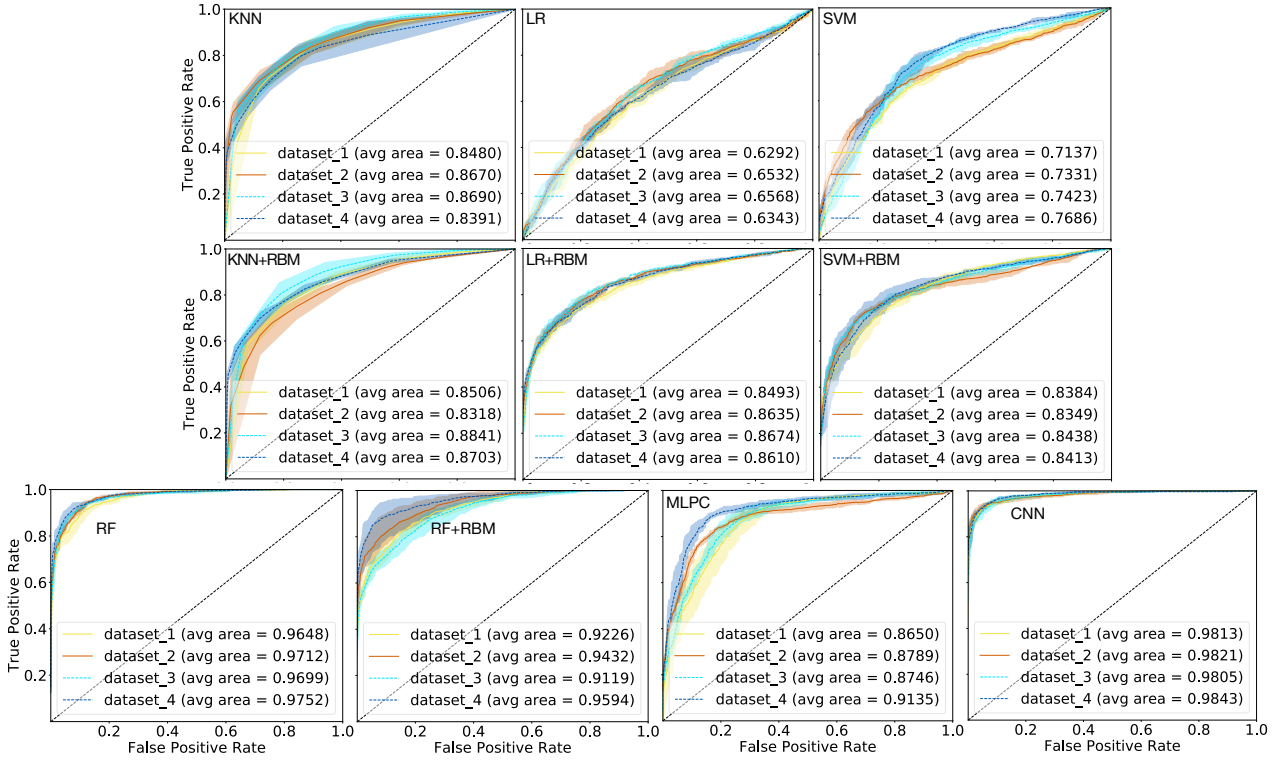 KNN
LR
SVM
1.0
0.8
0.6
0.4
0.2
True Positive Rate
dataset_1 (avg area = 0.8480)
dataset_2 (avg area = 0.8670)
dataset_3 (avg area = 0.8690)
dataset_4 (avg area = 0.8391)
dataset_1 (avg area = 0.6292)
dataset_2 (avg area = 0.6532)
dataset_3 (avg area = 0.6568)
dataset_4 (avg area = 0.6343)
dataset_1 (avg area = 0.7137)
dataset_2 (avg area = 0.7331)
dataset_3 (avg area = 0.7423)
dataset_4 (avg area = 0.7686)
KNN+RBM
LR+RBM
SVM+RBM
1.0
0.8
0.6
0.4
0.2
True Positive Rate
dataset_1 (avg area = 0.8506)
dataset_2 (avg area = 0.8318)
dataset_3 (avg area = 0.8841)
dataset_4 (avg area = 0.8703)
dataset_1 (avg area = 0.8493)
dataset_2 (avg area = 0.8635)
dataset_3 (avg area = 0.8674)
dataset_4 (avg area = 0.8610)
dataset_1 (avg area = 0.8384)
dataset_2 (avg area = 0.8349)
dataset_3 (avg area = 0.8438)
dataset_4 (avg area = 0.8413)
RF
RF+RBM
MLPC
CNN
1.0
0.8
0.6
0.4
0.2
True Positive Rate
dataset_1 (avg area = 0.9648)
dataset_2 (avg area = 0.9712)
dataset_3 (avg area = 0.9699)
dataset_4 (avg area = 0.9752)
0.2 0.4 0.6 0.8 1.0
False Positive Rate
dataset_1 (avg area = 0.9226)
dataset_2 (avg area = 0.9432)
dataset_3 (avg area = 0.9119)
dataset_4 (avg area = 0.9594)
0.2 0.4 0.6 0.8 1.0
False Positive Rate
dataset_1 (avg area = 0.8650)
dataset_2 (avg area = 0.8789)
dataset_3 (avg area = 0.8746)
dataset_4 (avg area = 0.9135)
0.2 0.4 0.6 0.8 1.0
False Positive Rate
dataset_1 (avg area = 0.9813)
dataset_2 (avg area = 0.9821)
dataset_3 (avg area = 0.9805)
dataset_4 (avg area = 0.9843)
0.2 0.4 0.6 0.8 1.0
False Positive Rate